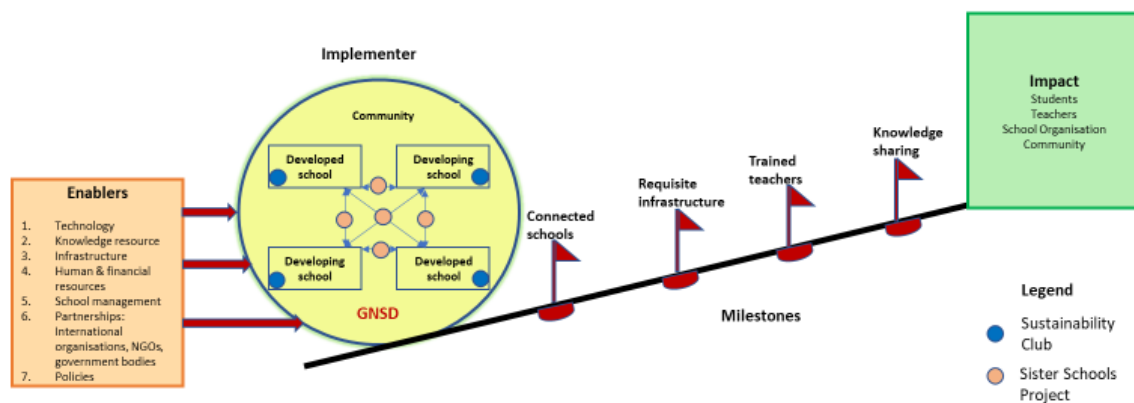 Implementer
Community
Developed
school
Developing
school
Developing
school
Developed
school
GNSD
Enablers
1. Technology
2. Knowledge resource
3. Infrastructure
4. Human & financial
resources
5. School management
6. Partnerships:
International
organisations, NGOs,
government bodies
7. Policies
Connected
schools
Requisite
infrastructure
Trained
teachers
Knowledge
sharing
Milestones
Impact
Students
Teachers
School Organisation
Community
Legend
Sustainability
Club
Sister Schools
Project